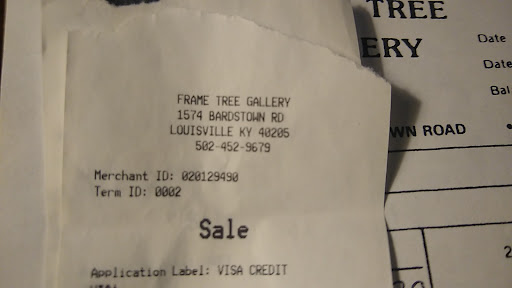 FRAME TREE GALLERY
1574 BARDSTOWN RD
LOUISVILLE KY 40205
502-452-9679
Merchant ID: 020129490
Term ID: 0002
Sale
Application Label: VISA CREDIT
TREE
ERY
Date
Date
Bal
WN ROAD •
2